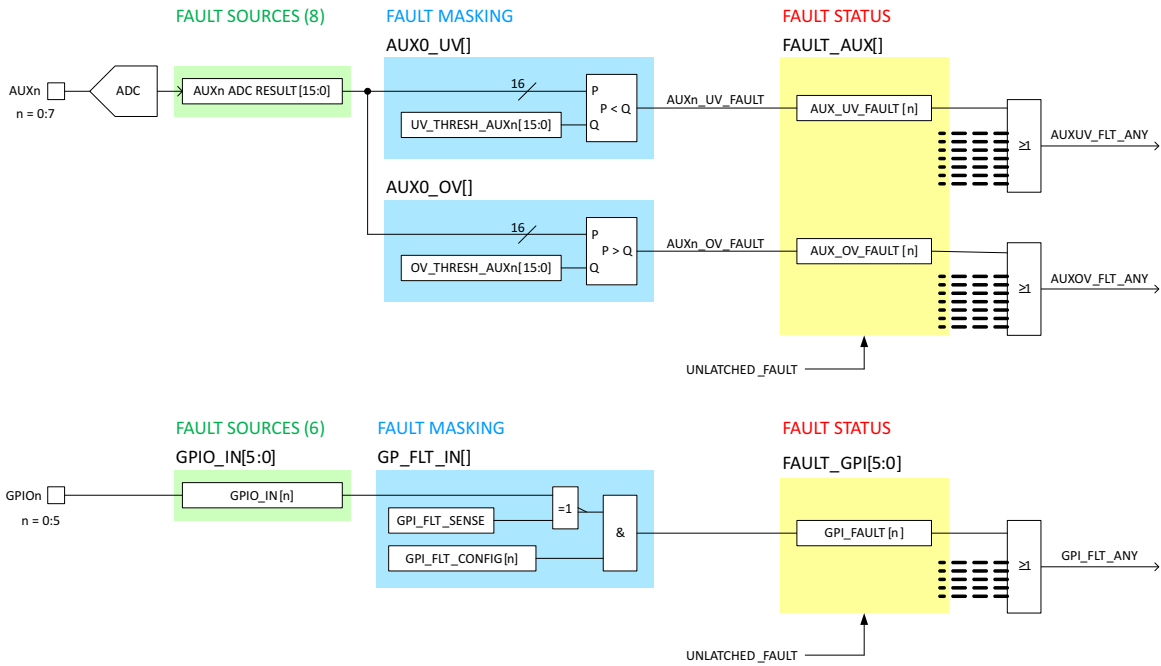 FAULT SOURCES (8)
FAULT MASKING
FAULT STATUS
AUX0_UV[]
FAULT_AUX[]
AUXn
n = 0:7
ADC
AUXn ADC RESULT[15:0]
16
P
P < Q
Q
UV_THRESH_AUXn[15:0]
AUXn_UV_FAULT
AUX_UV_FAULT[n]
≥1
AUXUV_FLT_ANY
AUX0_OV[]
16
P
P > Q
Q
OV_THRESH_AUXn[15:0]
AUXn_OV_FAULT
AUX_OV_FAULT[n]
≥1
AUXOV_FLT_ANY
UNLATCHED_FAULT
FAULT SOURCES (6)
FAULT MASKING
FAULT STATUS
GPIO_IN[5:0]
GP_FLT_IN[]
FAULT_GPI[5:0]
GPIOn
n = 0:5
GPIO_IN[n]
=1
GPI_FLT_SENSE
GPI_FLT_CONFIG[n]
&
GPI_FAULT[n]
≥1
GPI_FLT_ANY
UNLATCHED_FAULT